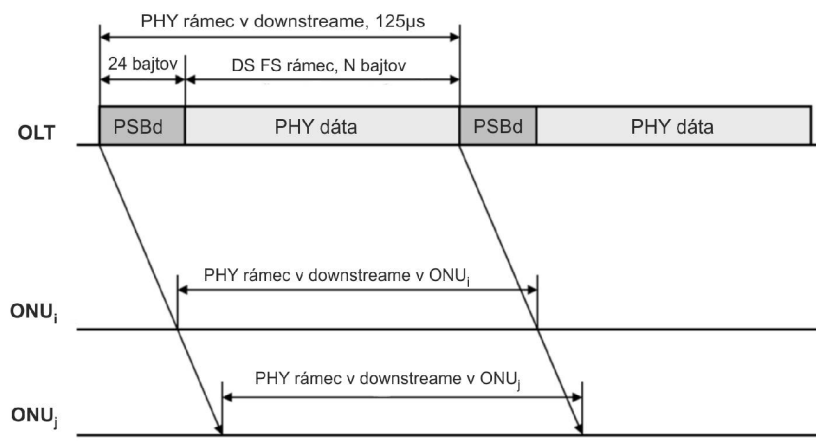 PHY rámec v downstreame, 125µs
24 bajtov DS FS rámec, N bajtov
OLT PSBd PHY dáta PSBd PHY dáta
PHY rámec v downstreame v ONUi
ONUi
PHY rámec v downstreame v ONUj
ONUj